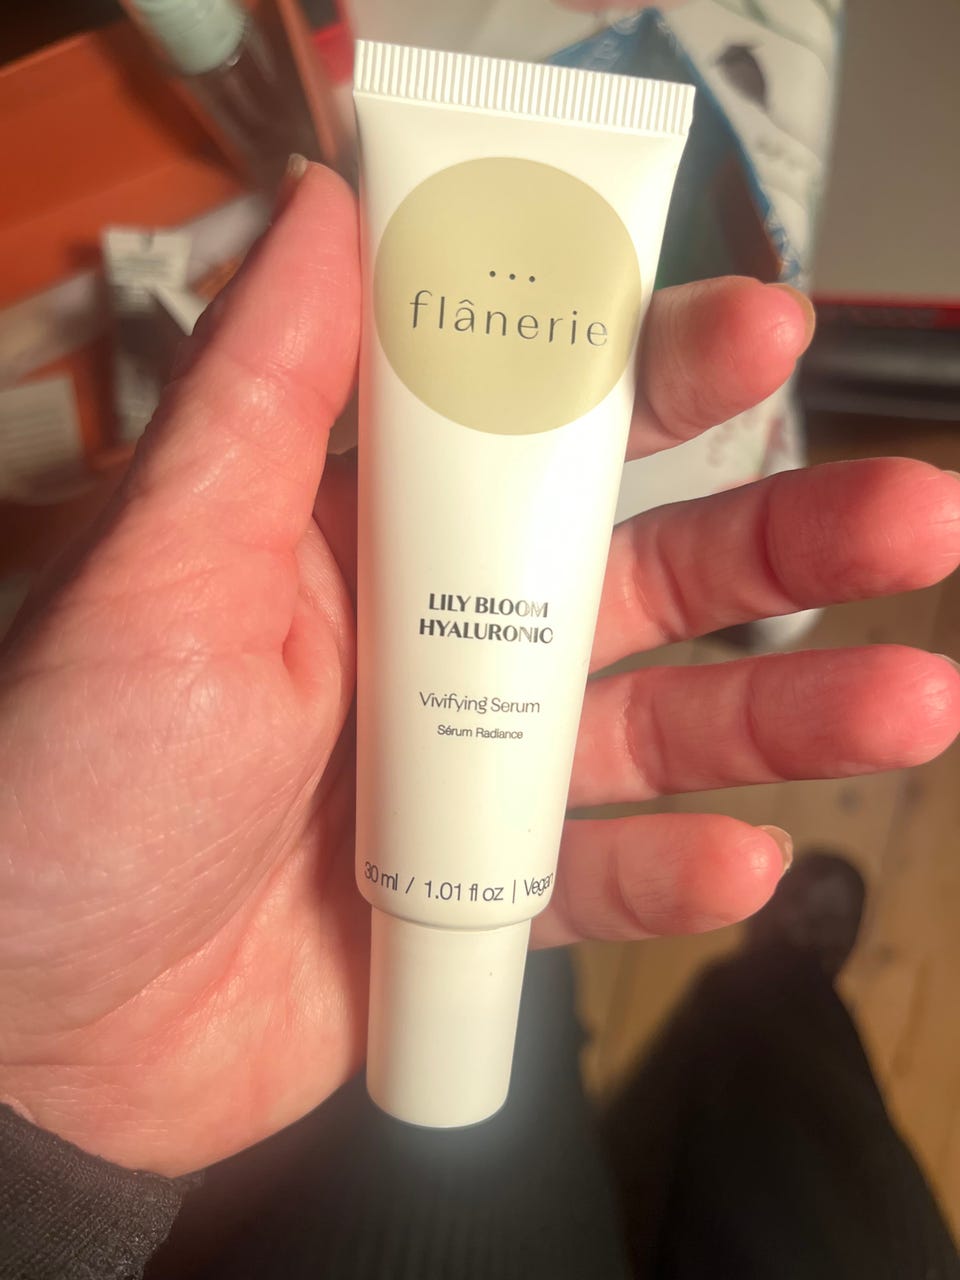 flânerie
LILY BLOOM
HYALURONIC
Vivifying Serum
Sérum Radiance
30 ml / 1.01 fl oz | Vegan